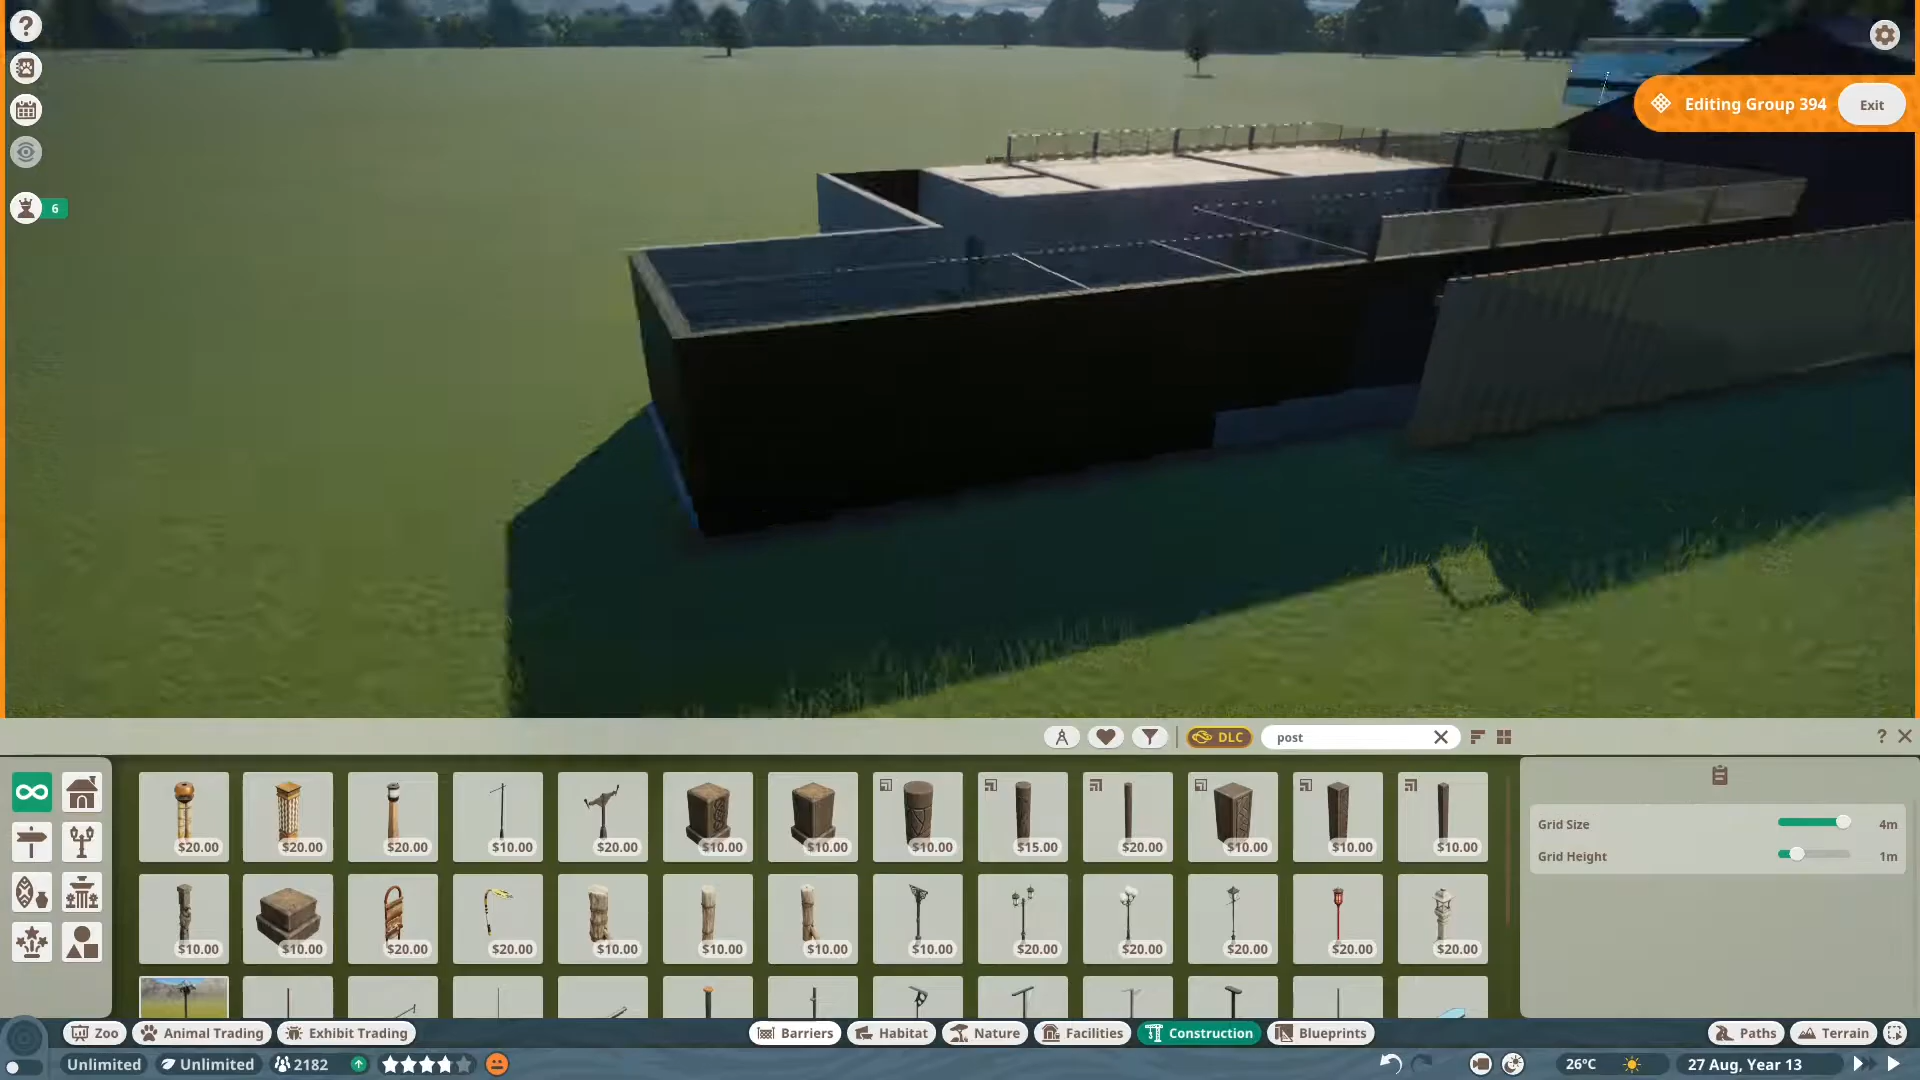 ?
Editing Group 394
Exit
6
DLC
post
?
$20.00
$20.00
$20.00
$10.00
$20.00
$10.00
$10.00
$10.00
$15.00
$20.00
$10.00
$10.00
$10.00
Grid Size
4m
Grid Height
1m
$10.00
$10.00
$20.00
$20.00
$10.00
$10.00
$10.00
$10.00
$20.00
$20.00
$20.00
$20.00
$20.00
Zoo
Animal Trading
Exhibit Trading
Barriers
Habitat
Nature
Facilities
Construction
Blueprints
Paths
Terrain
Unlimited
Unlimited
2182
26°C
27 Aug, Year 13